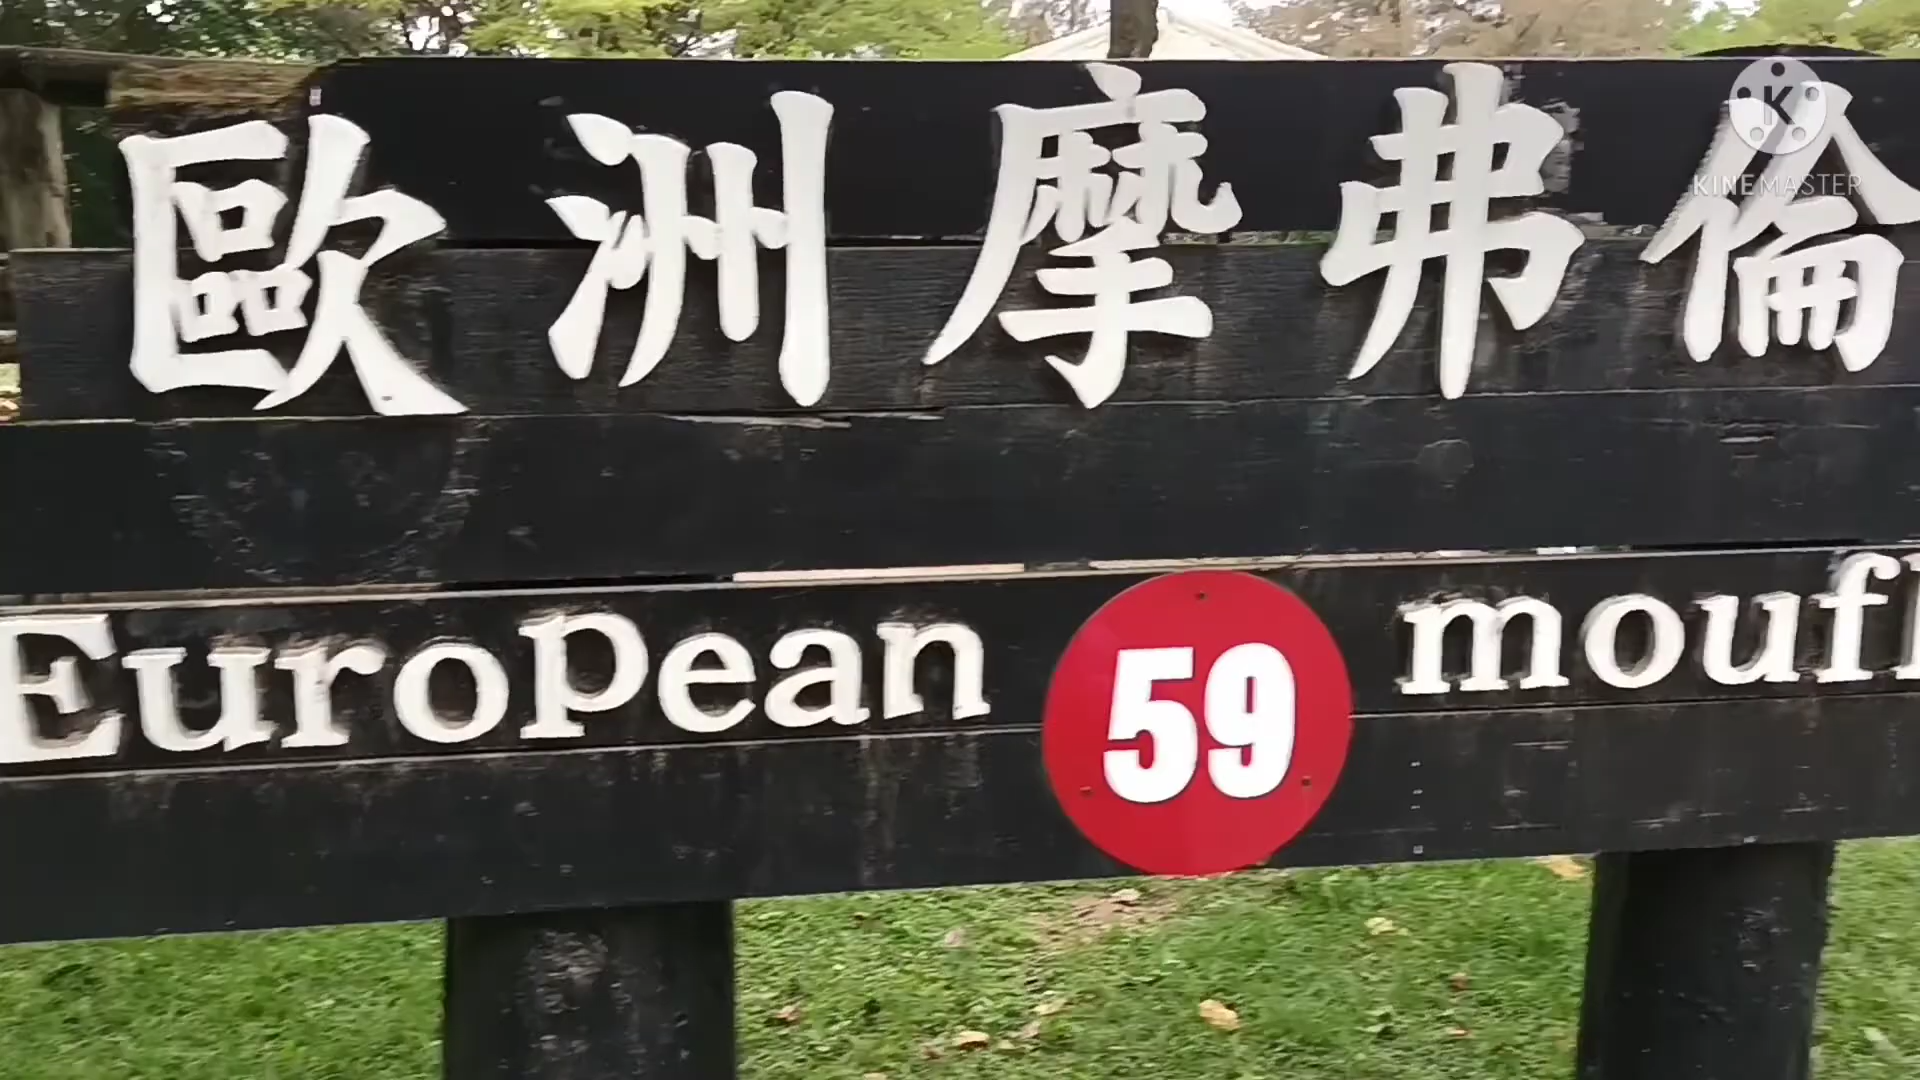 歐洲摩弗倫
K
KINEMASTER
European 59 moufl